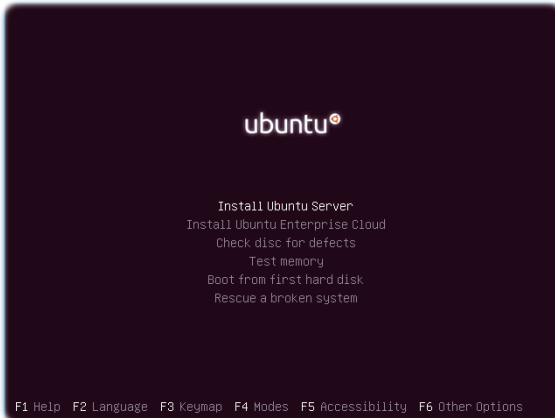 ubuntu
Install Ubuntu Server
Install Ubuntu Enterprise Cloud
Check disc for defects
Test memory
Boot from first hard disk
Rescue a broken system
F1 Help F2 Language F3 Keymap F4 Modes F5 Accessibility F6 Other Options